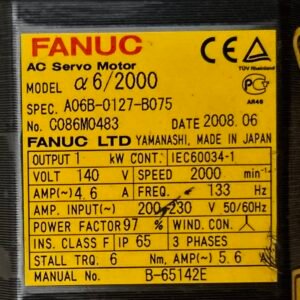 FANUC
AC Servo Motor
TÜV Rheinland
MODEL α6/2000
AR46
SPEC. A06B-0127-B075
No. C086M0483 DATE 2008.06
FANUC LTD YAMANASHI, MADE IN JAPAN
OUTPUT 1 kW CONT. IEC60034-1
VOLT 140 V SPEED 2000 min⁻¹
AMP(~)4.6 A FREQ. 133 Hz
AMP. INPUT(~) 200-230 V 50/60Hz
POWER FACTOR 97 % WIND. CON. Y
INS. CLASS F IP 65 3 PHASES
STALL TRQ. 6 Nm, AMP(~) 5.6 A
MANUAL No. B-65142E